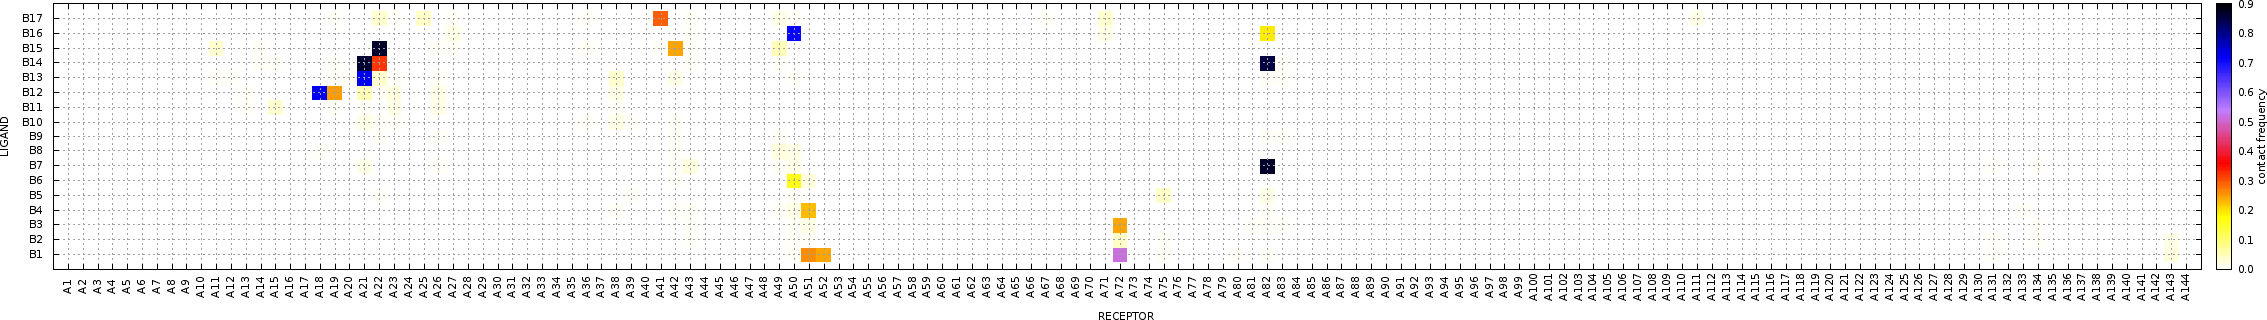 B17
B16
B15
B14
B13
B12
B11
B10
B9
B8
B7
B6
B5
B4
B3
B2
B1
LIGAND
A1 A2 A3 A4 A5 A6 A7 A8 A9 A10 A11 A12 A13 A14 A15 A16 A17 A18 A19 A20 A21 A22 A23 A24 A25 A26 A27 A28 A29 A30 A31 A32 A33 A34 A35 A36 A37 A38 A39 A40 A41 A42 A43 A44 A45 A46 A47 A48 A49 A50 A51 A52 A53 A54 A55 A56 A57 A58 A59 A60 A61 A62 A63 A64 A65 A66 A67 A68 A69 A70 A71 A72 A73 A74 A75 A76 A77 A78 A79 A80 A81 A82 A83 A84 A85 A86 A87 A88 A89 A90 A91 A92 A93 A94 A95 A96 A97 A98 A99 A100 A101 A102 A103 A104 A105 A106 A107 A108 A109 A110 A111 A112 A113 A114 A115 A116 A117 A118 A119 A120 A121 A122 A123 A124 A125 A126 A127 A128 A129 A130 A131 A132 A133 A134 A135 A136 A137 A138 A139 A140 A141 A142 A143 A144
RECEPTOR
0.9
0.8
0.7
0.6
0.5
0.4
0.3
0.2
0.1
0.0
contact frequency